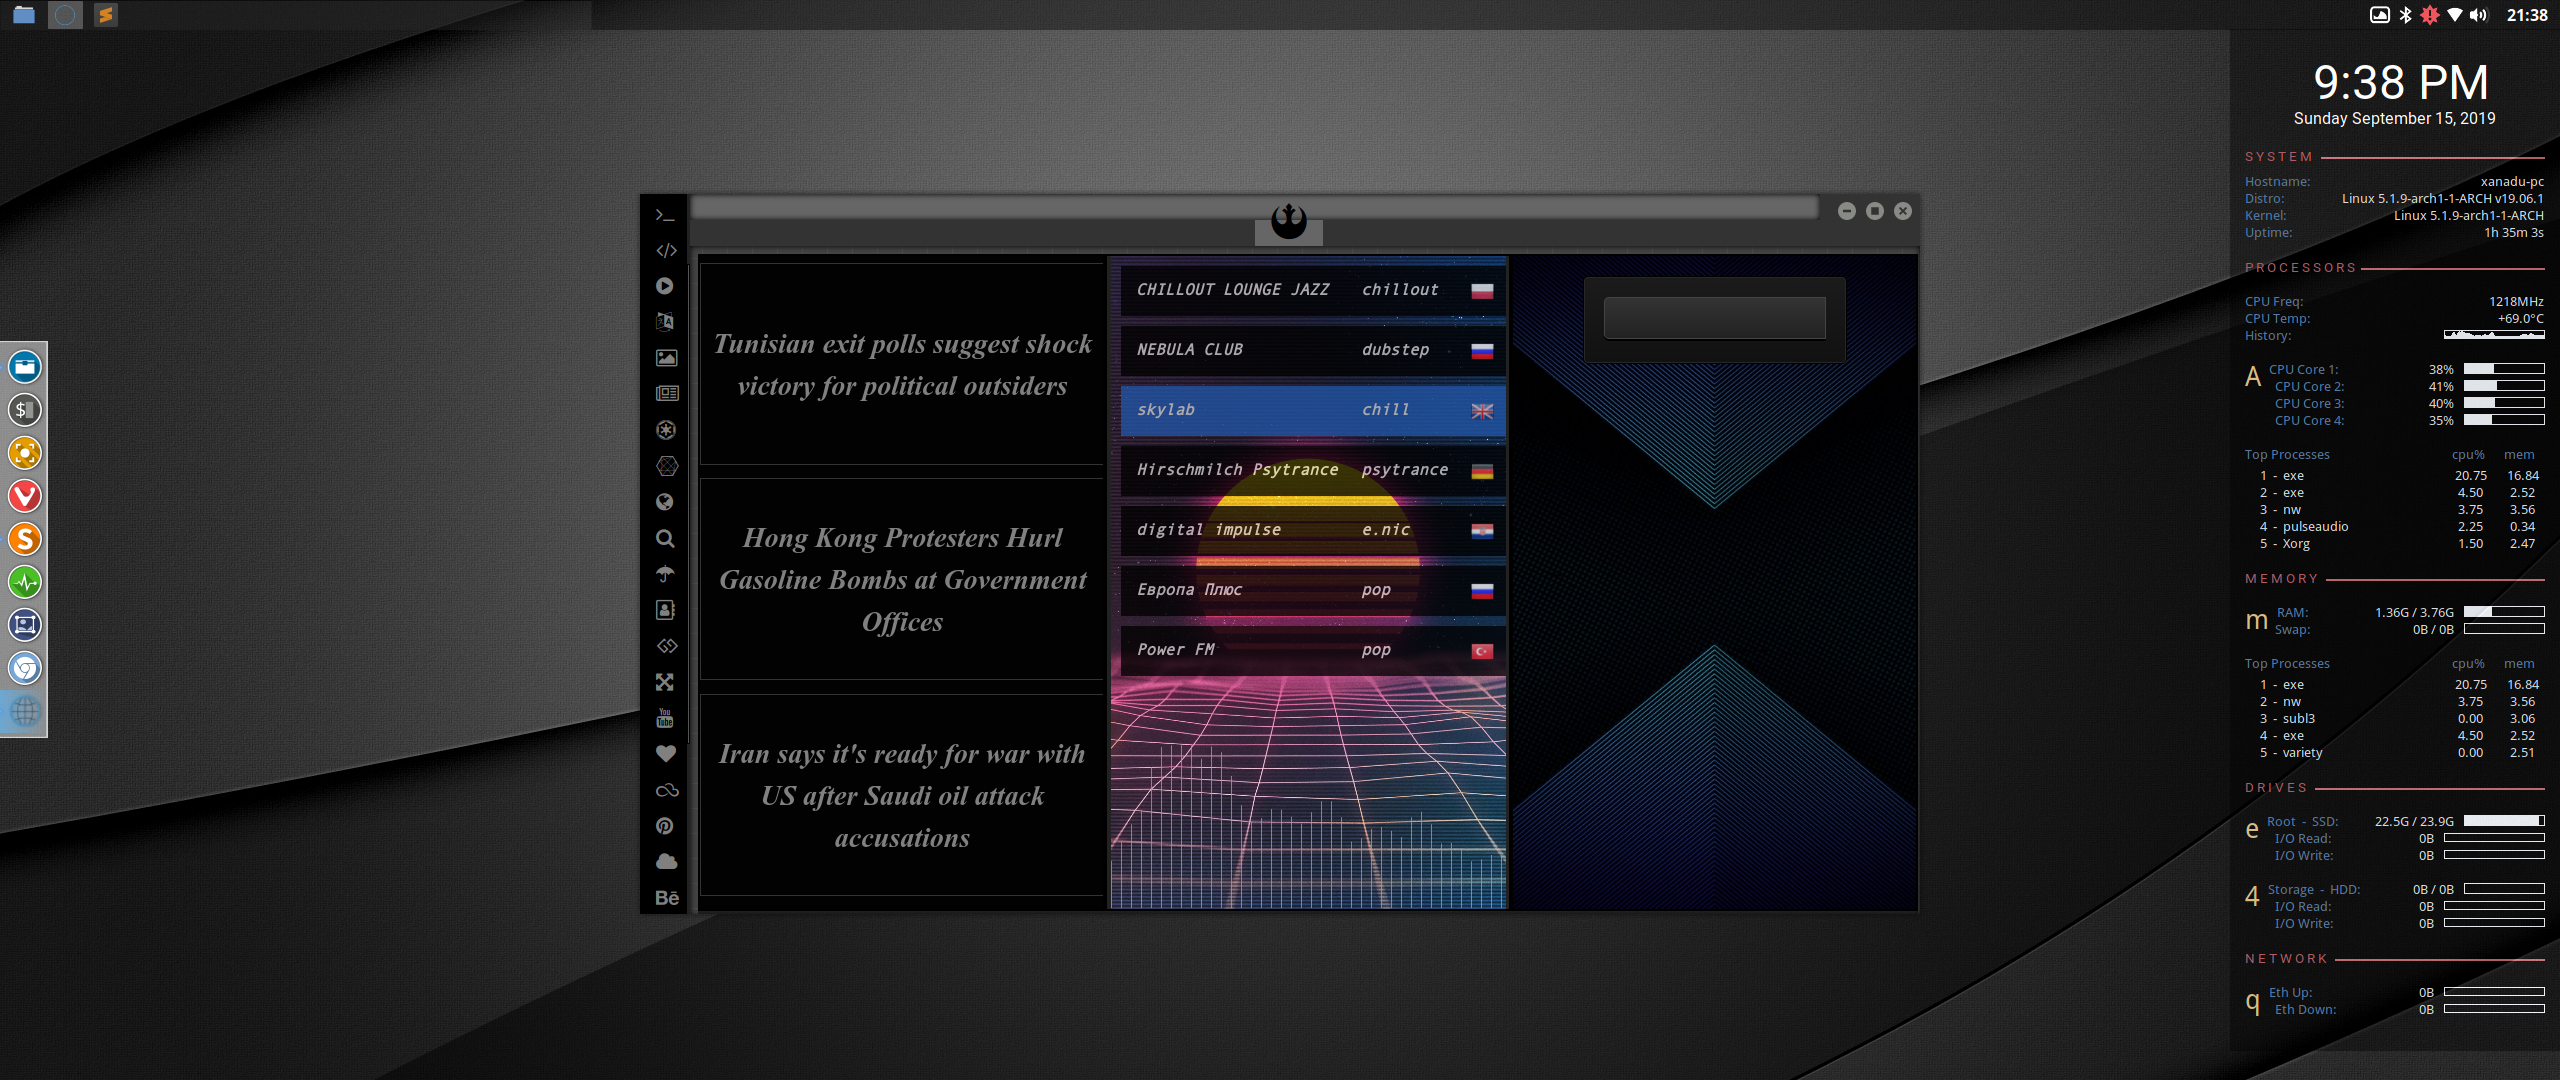 21:38
9:38 PM
Sunday September 15, 2019
SYSTEM
Hostname: xanadu-pc
Distro: Linux 5.1.9-arch1-1-ARCH v19.06.1
Kernel: Linux 5.1.9-arch1-1-ARCH
Uptime: 1h 35m 3s
PROCESSORS
CPU Freq: 1218MHz
CPU Temp: +69.0°C
History:
A CPU Core 1: 38%
CPU Core 2: 41%
CPU Core 3: 40%
CPU Core 4: 35%
Top Processes cpu% mem
1 - exe 20.75 16.84
2 - exe 4.50 2.52
3 - nw 3.75 3.56
4 - pulseaudio 2.25 0.34
5 - Xorg 1.50 2.47
MEMORY
m RAM: 1.36G / 3.76G
Swap: 0B / 0B
Top Processes cpu% mem
1 - exe 20.75 16.84
2 - nw 3.75 3.56
3 - subl3 0.00 3.06
4 - exe 4.50 2.52
5 - variety 0.00 2.51
DRIVES
e Root - SSD: 22.5G / 23.9G
I/O Read: 0B
I/O Write: 0B
4 Storage - HDD: 0B / 0B
I/O Read: 0B
I/O Write: 0B
NETWORK
q Eth Up: 0B
Eth Down: 0B
Tunisian exit polls suggest shock
victory for political outsiders
Hong Kong Protesters Hurl
Gasoline Bombs at Government
Offices
Iran says it's ready for war with
US after Saudi oil attack
accusations
CHILLOUT LOUNGE JAZZ chillout
NEBULA CLUB dubstep
skylab chill
Hirschmilch Psytrance psytrance
digital impulse e.nic
Европа Плюс pop
Power FM pop
You
Tube
Bē
$
S